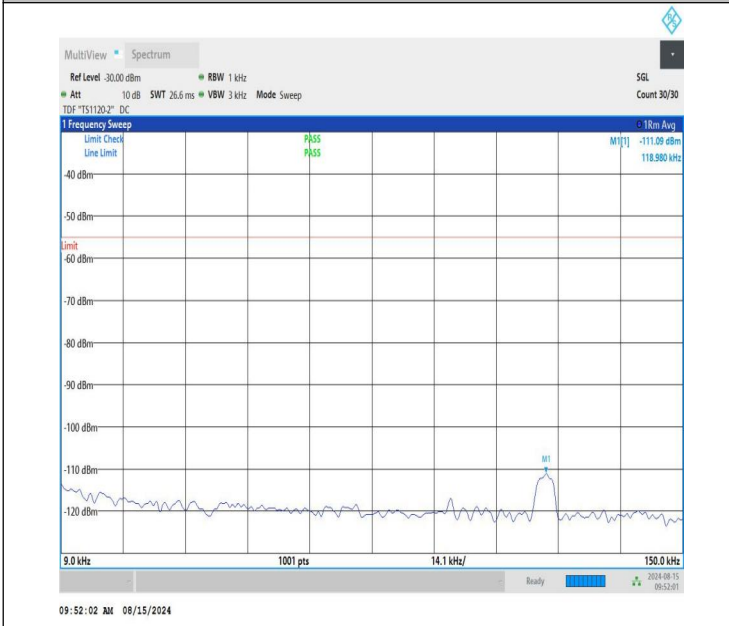 MultiView Spectrum
Ref Level -30.00 dBm RBW 1 kHz SGL
Att 10 dB SWT 26.6 ms VBW 3 kHz Mode Sweep Count 30/30
TDF "TS1120-2" DC
1 Frequency Sweep 1Rm Avg
Limit Check PASS M1[1] -111.09 dBm
Line Limit PASS 118.980 kHz
-40 dBm
-50 dBm
Limit
-60 dBm
-70 dBm
-80 dBm
-90 dBm
-100 dBm
M1
-110 dBm
-120 dBm
9.0 kHz 1001 pts 14.1 kHz/ 150.0 kHz
Ready 2024-08-15
09:52:01
09:52:02 AM 08/15/2024